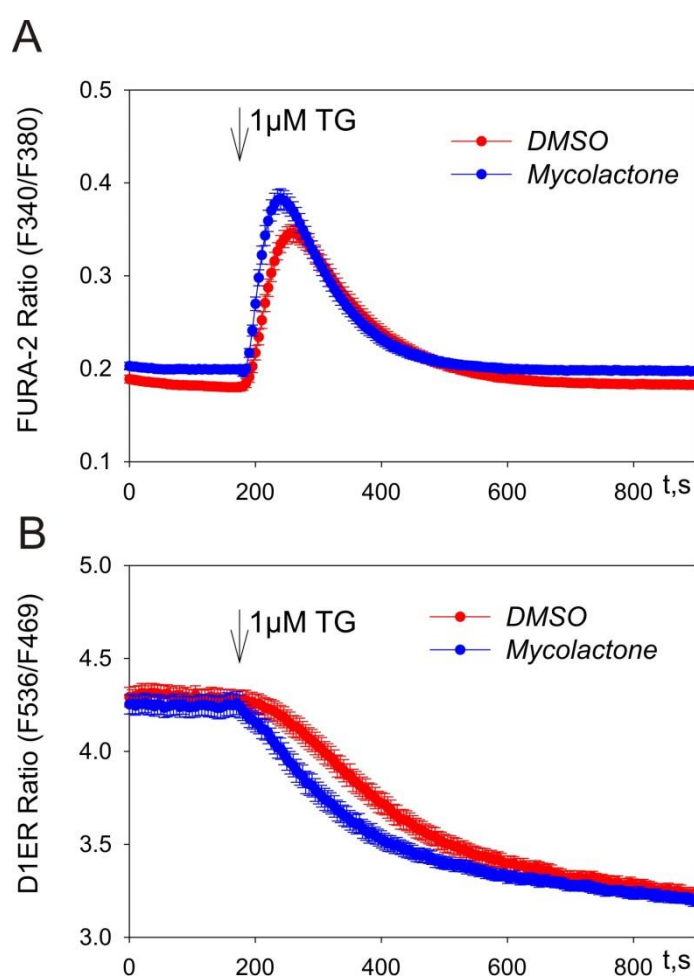 A
FURA-2 Ratio (F340/F380)
0.5
0.4
0.3
0.2
0.1
1µM TG
DMSO
Mycolactone
0 200 400 600 800 t,s
B
D1ER Ratio (F536/F469)
5.0
4.5
4.0
3.5
3.0
1µM TG
DMSO
Mycolactone
0 200 400 600 800 t,s